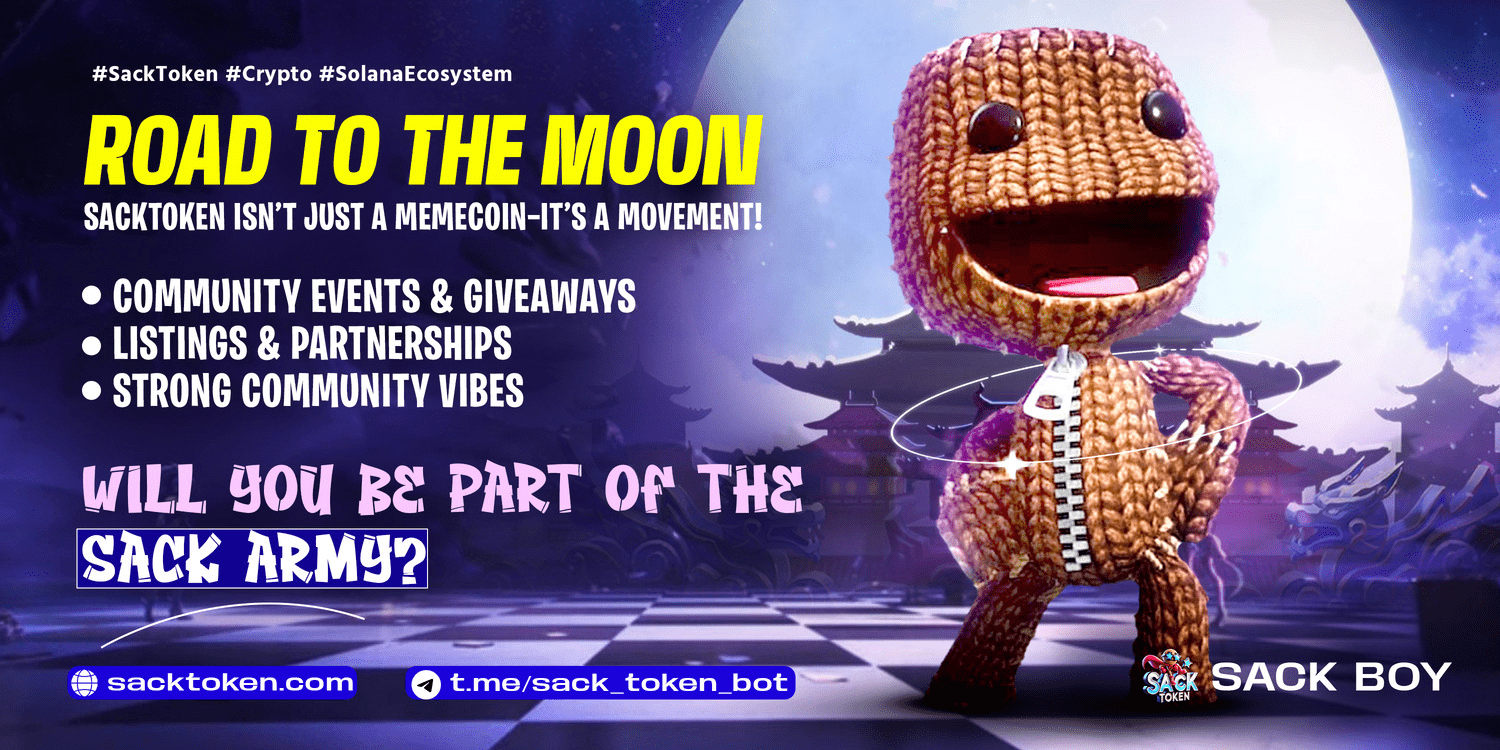 #SackToken #Crypto #SolanaEcosystem
ROAD TO THE MOON
SACKTOKEN ISN'T JUST A MEMECOIN-IT'S A MOVEMENT!
• COMMUNITY EVENTS & GIVEAWAYS
• LISTINGS & PARTNERSHIPS
• STRONG COMMUNITY VIBES
WILL YOU BE PART OF THE
SACK ARMY?
sacktoken.com
t.me/sack_token_bot
SACK
TOKEN
SACK BOY